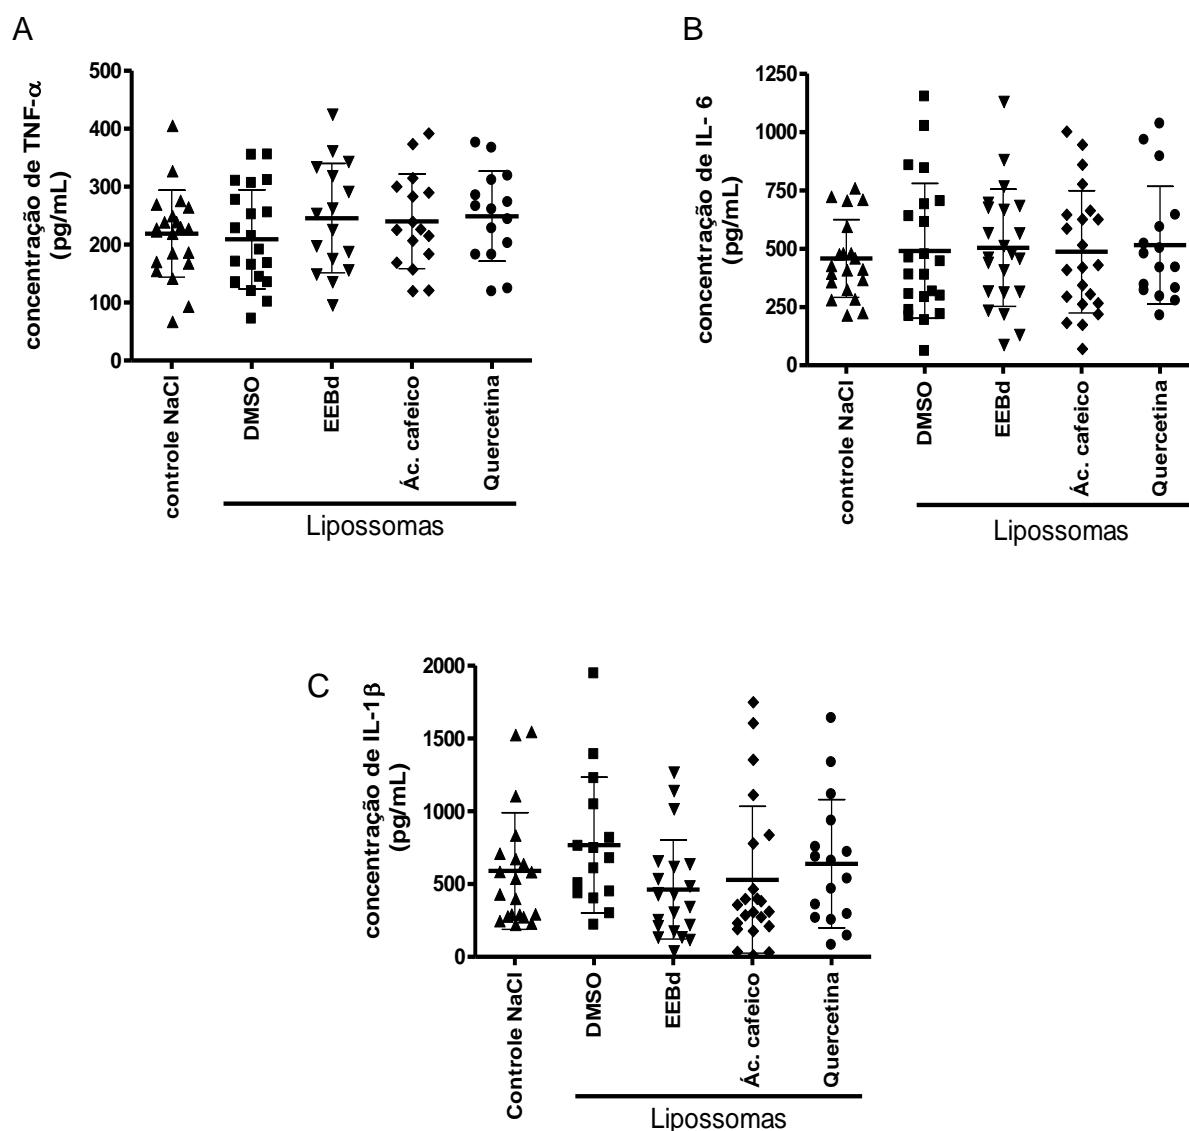 A
concentração de TNF-α
(pg/mL)
500
400
300
200
100
0
controle NaCl
DMSO
EEBd
Ác. cafeico
Quercetina
Lipossomas
B
concentração de IL- 6
(pg/mL)
1250
1000
750
500
250
0
controle NaCl
DMSO
EEBd
Ác. cafeico
Quercetina
Lipossomas
C
concentração de IL-1β
(pg/mL)
2000
1500
1000
500
0
Controle NaCl
DMSO
EEBd
Ác. cafeico
Quercetina
Lipossomas